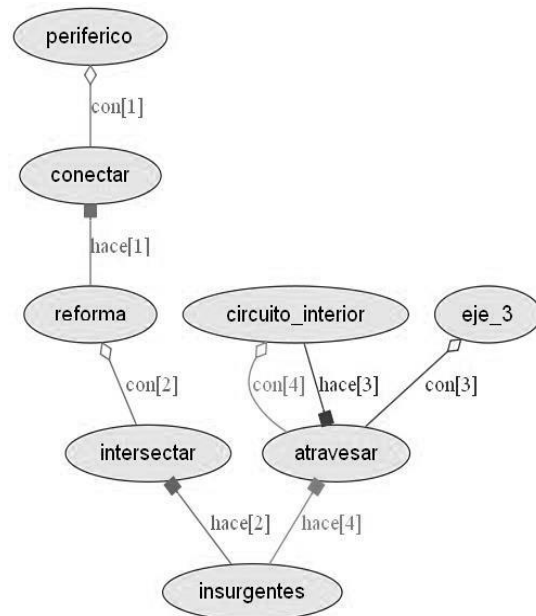 periferico
con[1]
conectar
hace[1]
reforma
circuito_interior
eje_3
con[2]
con[4]
hace[3]
con[3]
intersectar
atravesar
hace[2]
hace[4]
insurgentes